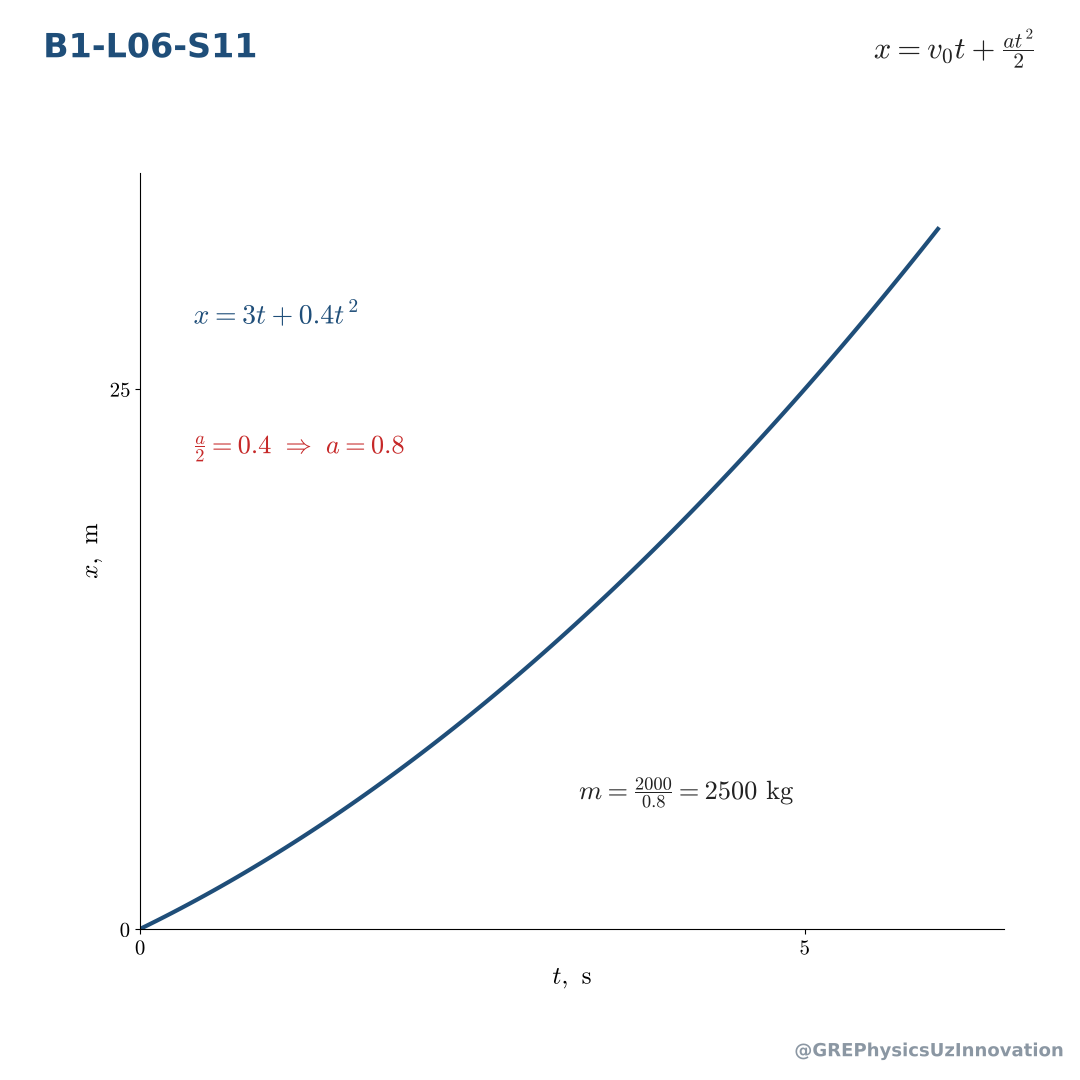 B1-L06-S11
x = v₀t + at²/2
x = 3t + 0.4t²
25
a/2 = 0.4 ⇒ a = 0.8
x, m
m = 2000/0.8 = 2500 kg
0
0
5
t, s
@GREPhysicsUzInnovation